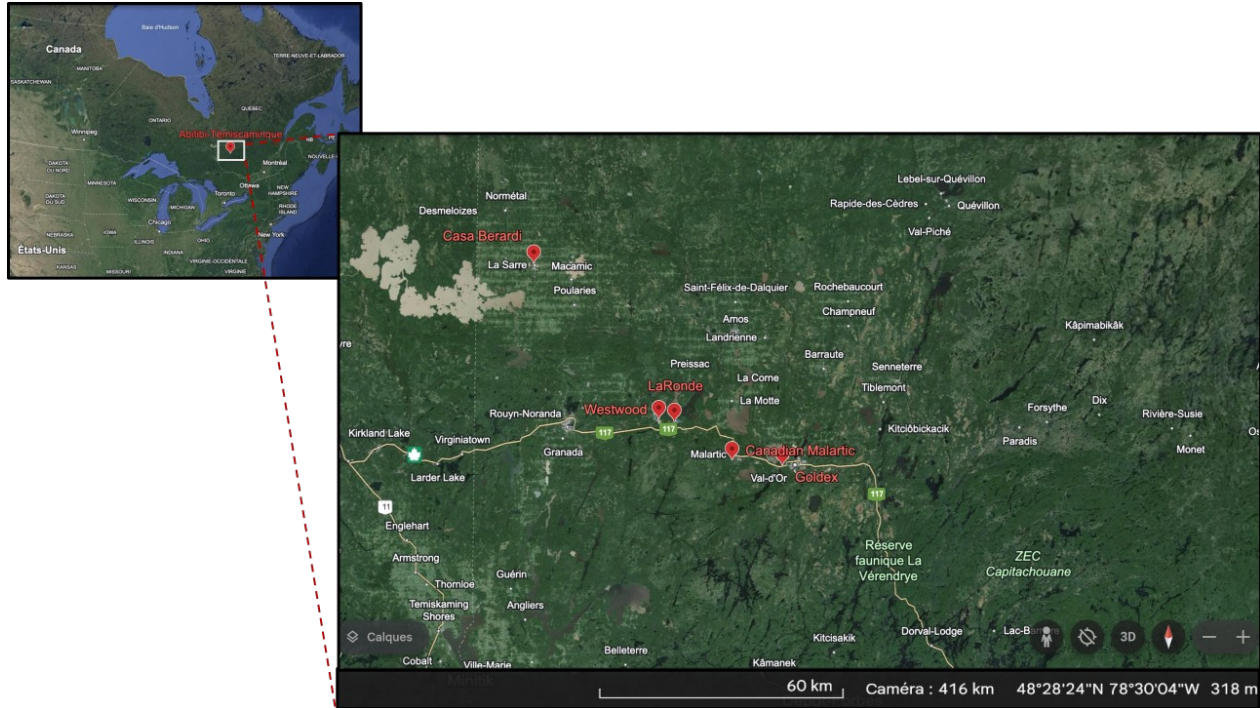 Baie d'Hudson
Canada
TERRE-NEUVE-ET-LABRADOR
MANITOBA
SASKATCHEWAN
QUÉBEC
ONTARIO
Abitibi-Témiscamingue
Winnipeg
NB
PE
NOUVELLE-
DAKOTA
DU NORD
Montréal
MINNESOTA
Ottawa
DAKOTA
DU SUD
WISCONSIN
Toronto
NEW
HAMPSHIRE
MICHIGAN
RHODE
ISLAND
Chicago
NEBRASKA
IOWA
New York
ILLINOIS
OHIO
États-Unis
INDIANA
VIRGINIE-OCCIDENTALE
KANSAS
MISSOURI
VIRGINIE
Lebel-sur-Quévillon
Normétal
Rapide-des-Cèdres
Quévillon
Desmeloizes
Val-Piché
Casa Berardi
La Sarre
Macamic
Poularies
Saint-Félix-de-Dalquier
Rochebaucourt
Champneuf
Amos
Kâpimabikâk
Landrienne
Barraute
Preissac
Senneterre
La Corne
LaRonde
Tiblemont
La Motte
Dix
Westwood
Forsythe
Rouyn-Noranda
Rivière-Susie
117
117
Kitciôbickacik
Kirkland Lake
Virginiatown
Paradis
Granada
Malartic
Canadian Malartic
Monet
Larder Lake
Val-d'Or
Goldex
117
11
Englehart
Réserve
faunique La
Vérendrye
Armstrong
ZEC
Capitachouane
Guérin
Thornloe
Temiskaming
Shores
Angliers
Calques
Kitcisakik
Dorval-Lodge
3D
Belleterre
Cobalt
Ville-Marie
Kâmanek
Minitik
60 km
Caméra : 416 km
48°28'24"N 78°30'04"W
318 m